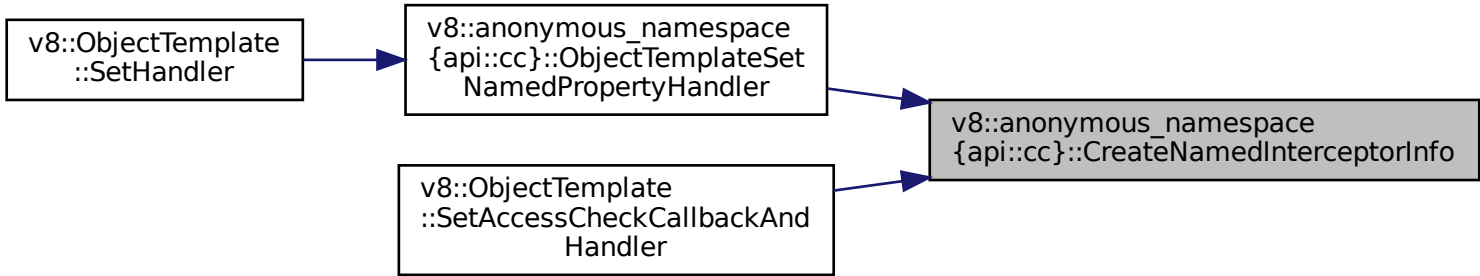 v8::ObjectTemplate
::SetHandler
v8::anonymous_namespace
{api::cc}::ObjectTemplateSet
NamedPropertyHandler
v8::ObjectTemplate
::SetAccessCheckCallbackAnd
Handler
v8::anonymous_namespace
{api::cc}::CreateNamedInterceptorInfo